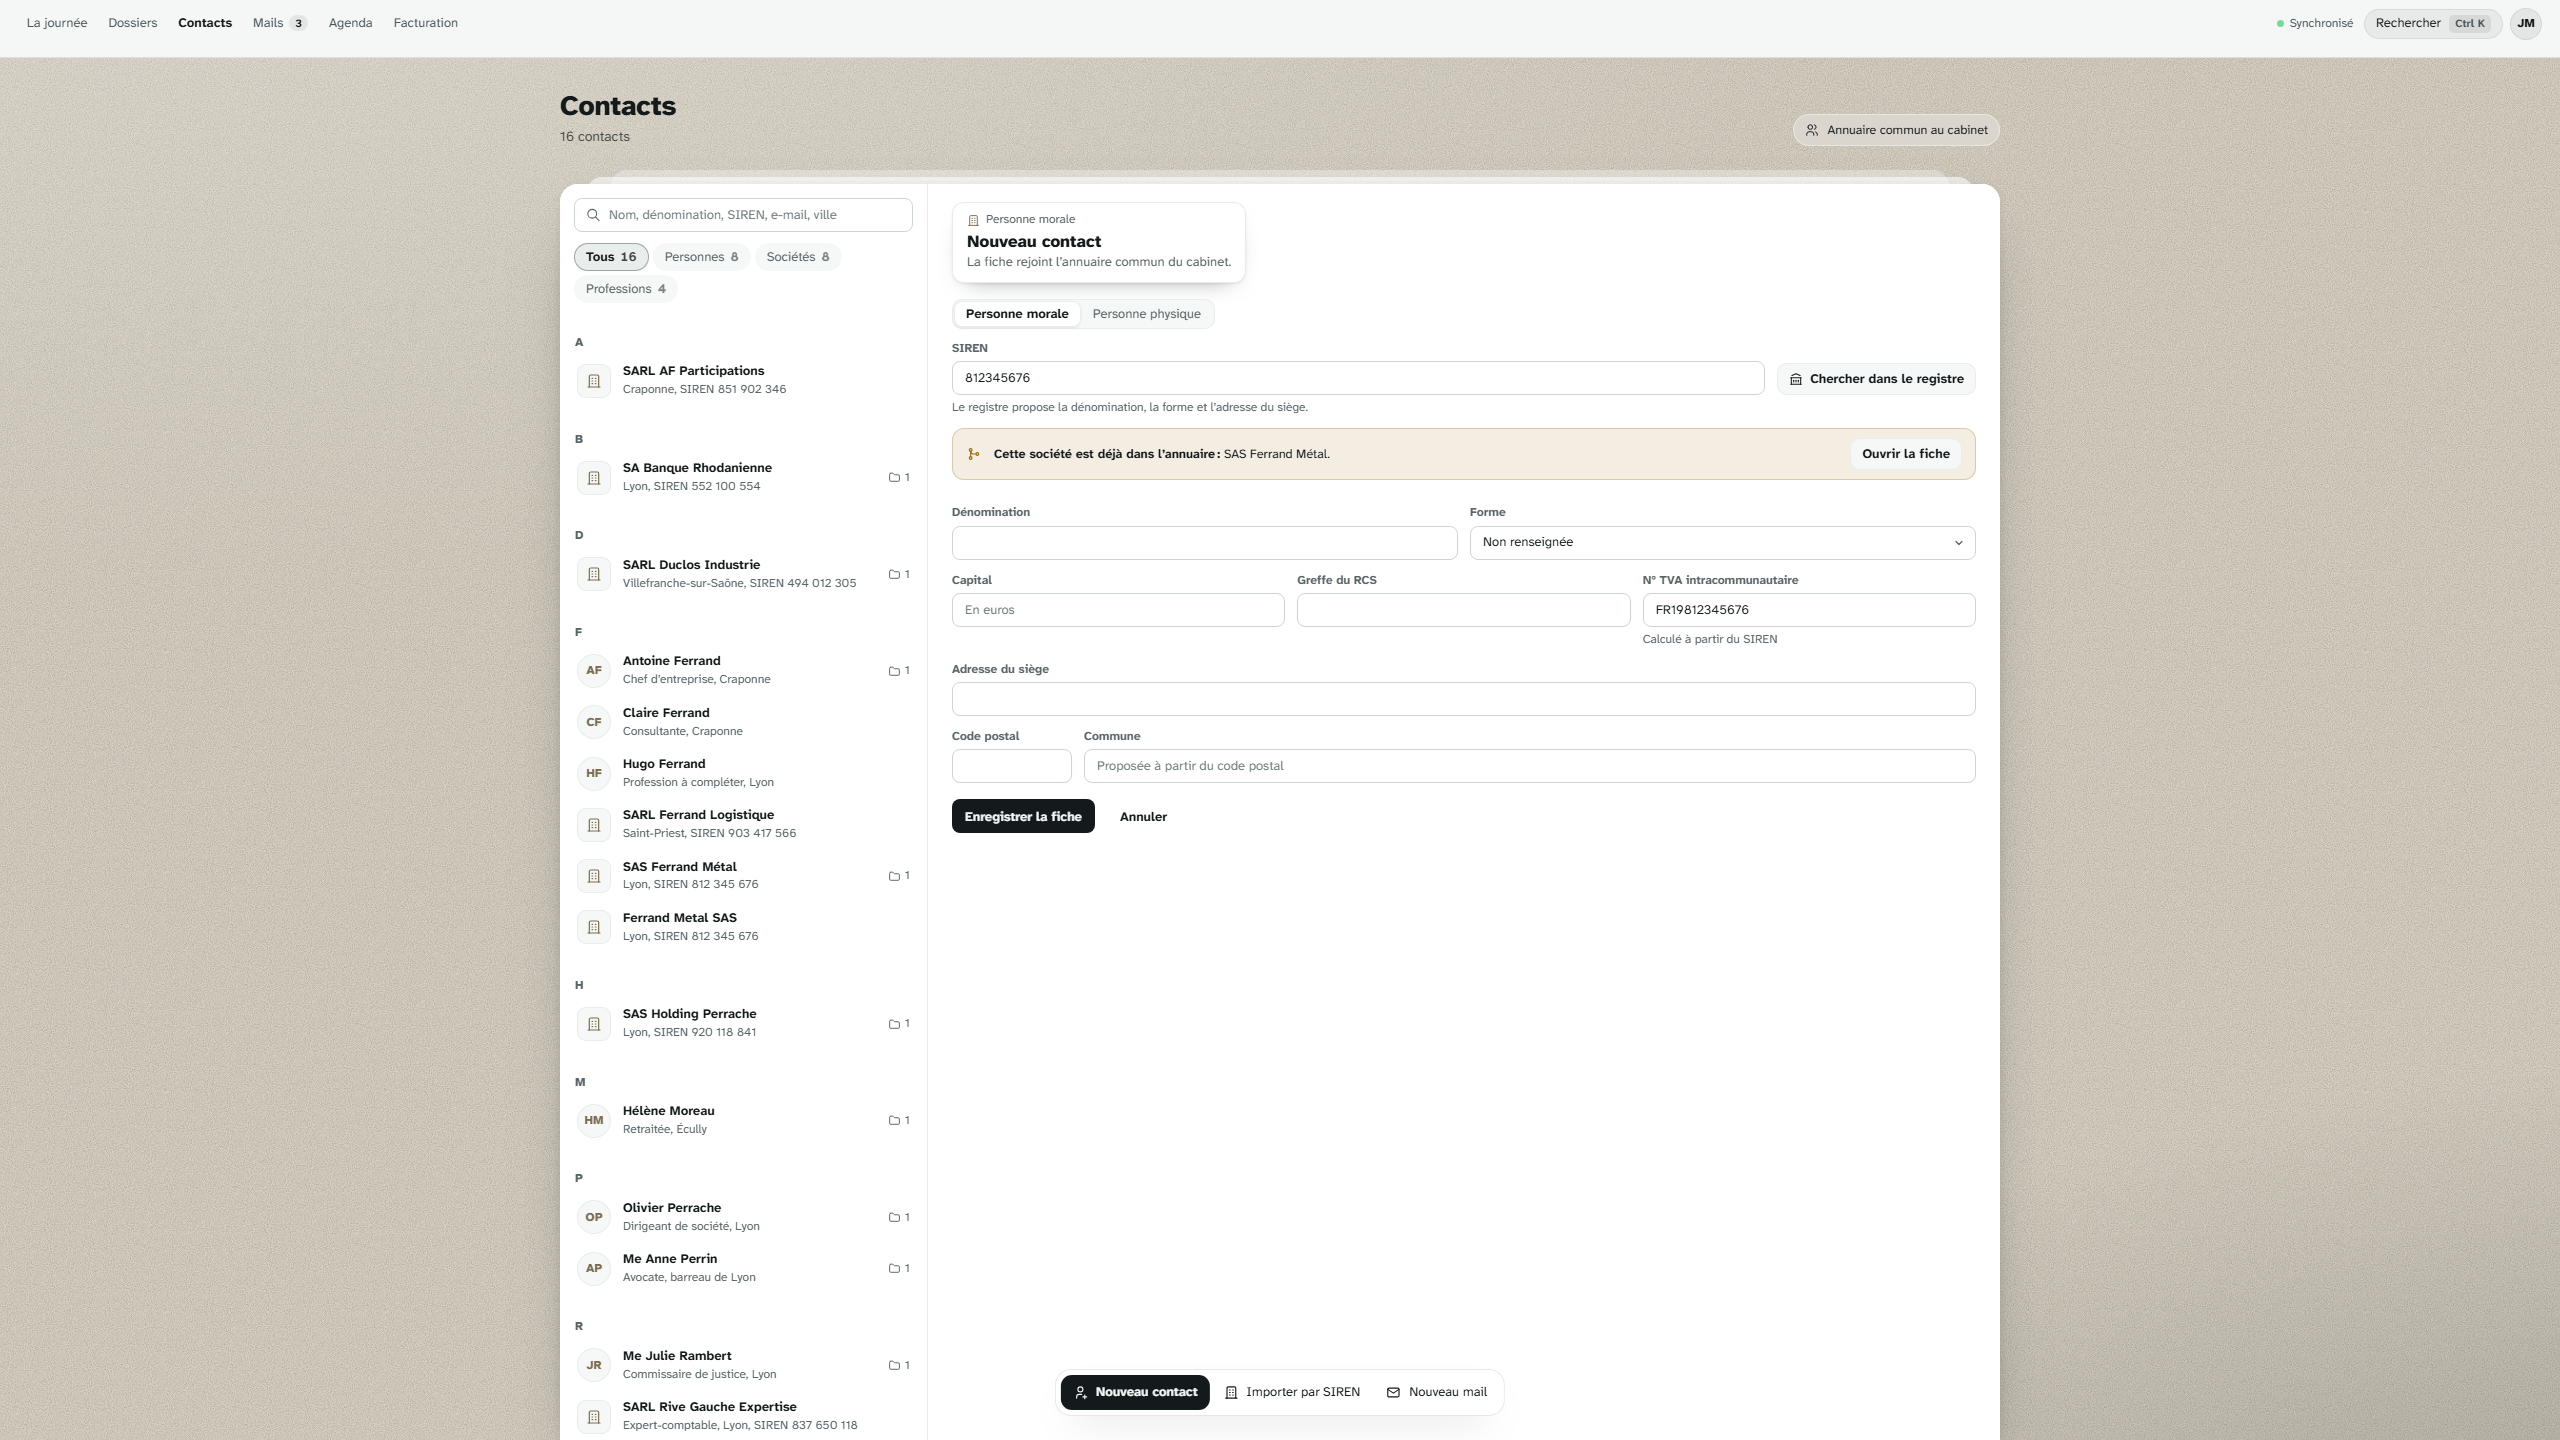 La journée Dossiers Contacts Mails 3 Agenda Facturation Synchronisé Rechercher Ctrl K JM
Contacts
16 contacts
Annuaire commun au cabinet
Nom, dénomination, SIREN, e-mail, ville
Tous 16 Personnes 8 Sociétés 8
Professions 4
A
SARL AF Participations
Craponne, SIREN 851 902 346
B
SA Banque Rhodanienne
Lyon, SIREN 552 100 554
1
D
SARL Duclos Industrie
Villefranche-sur-Saône, SIREN 494 012 305
1
F
AF
Antoine Ferrand
Chef d’entreprise, Craponne
1
CF
Claire Ferrand
Consultante, Craponne
HF
Hugo Ferrand
Profession à compléter, Lyon
SARL Ferrand Logistique
Saint-Priest, SIREN 903 417 566
SAS Ferrand Métal
Lyon, SIREN 812 345 676
1
Ferrand Metal SAS
Lyon, SIREN 812 345 676
H
SAS Holding Perrache
Lyon, SIREN 920 118 841
1
M
HM
Hélène Moreau
Retraitée, Écully
1
P
OP
Olivier Perrache
Dirigeant de société, Lyon
1
AP
Me Anne Perrin
Avocate, barreau de Lyon
1
R
JR
Me Julie Rambert
Commissaire de justice, Lyon
1
SARL Rive Gauche Expertise
Expert-comptable, Lyon, SIREN 837 650 118
Personne morale
Nouveau contact
La fiche rejoint l’annuaire commun du cabinet.
Personne morale Personne physique
SIREN
812345676 Chercher dans le registre
Le registre propose la dénomination, la forme et l’adresse du siège.
Cette société est déjà dans l’annuaire : SAS Ferrand Métal. Ouvrir la fiche
Dénomination Forme
Non renseignée
Capital Greffe du RCS N° TVA intracommunautaire
En euros FR19812345676
Calculé à partir du SIREN
Adresse du siège
Code postal Commune
Proposée à partir du code postal
Enregistrer la fiche Annuler
Nouveau contact Importer par SIREN Nouveau mail